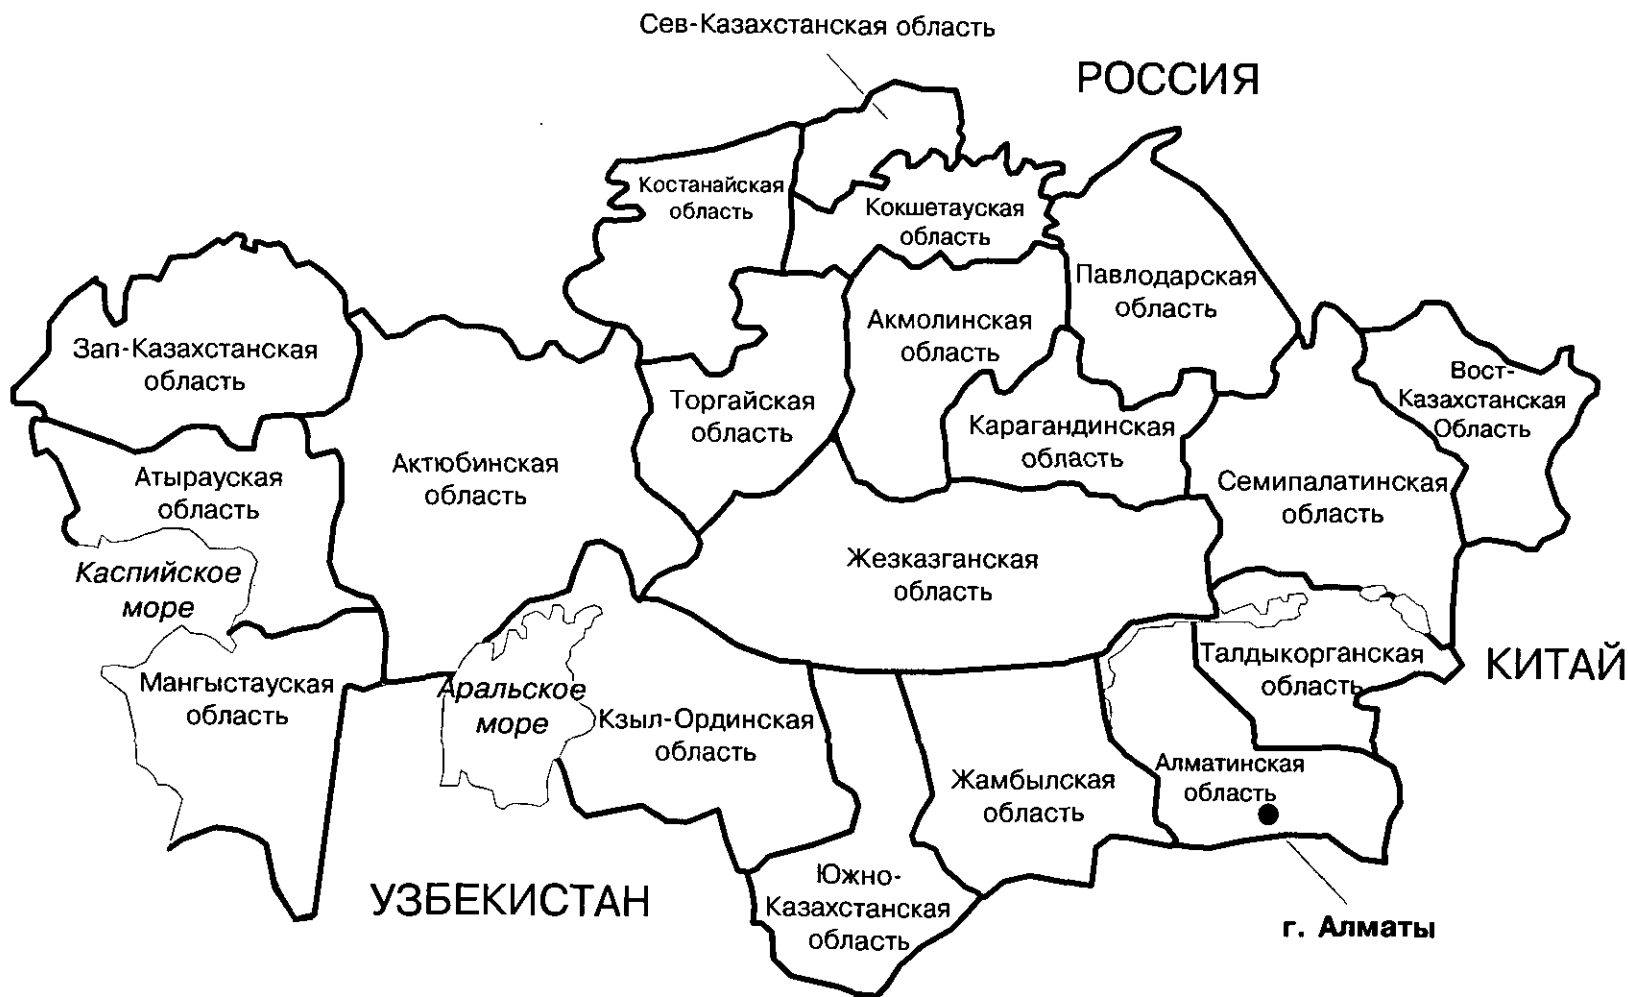 Сев-Казахстанская область
РОССИЯ
Костанайская
область
Кокшетауская
область
Павлодарская
область
Зап-Казахстанская
область
Акмолинская
область
Вост-
Казахстанская
Область
Торгайская
область
Карагандинская
область
Атырауская
область
Актюбинская
область
Семипалатинская
область
Каспийское
море
Жезказганская
область
Талдыкорганская
область
КИТАЙ
Мангыстауская
область
Аральское
море
Кзыл-Ординская
область
Жамбылская
область
Алматинская
область
УЗБЕКИСТАН
Южно-
Казахстанская
область
г. Алматы